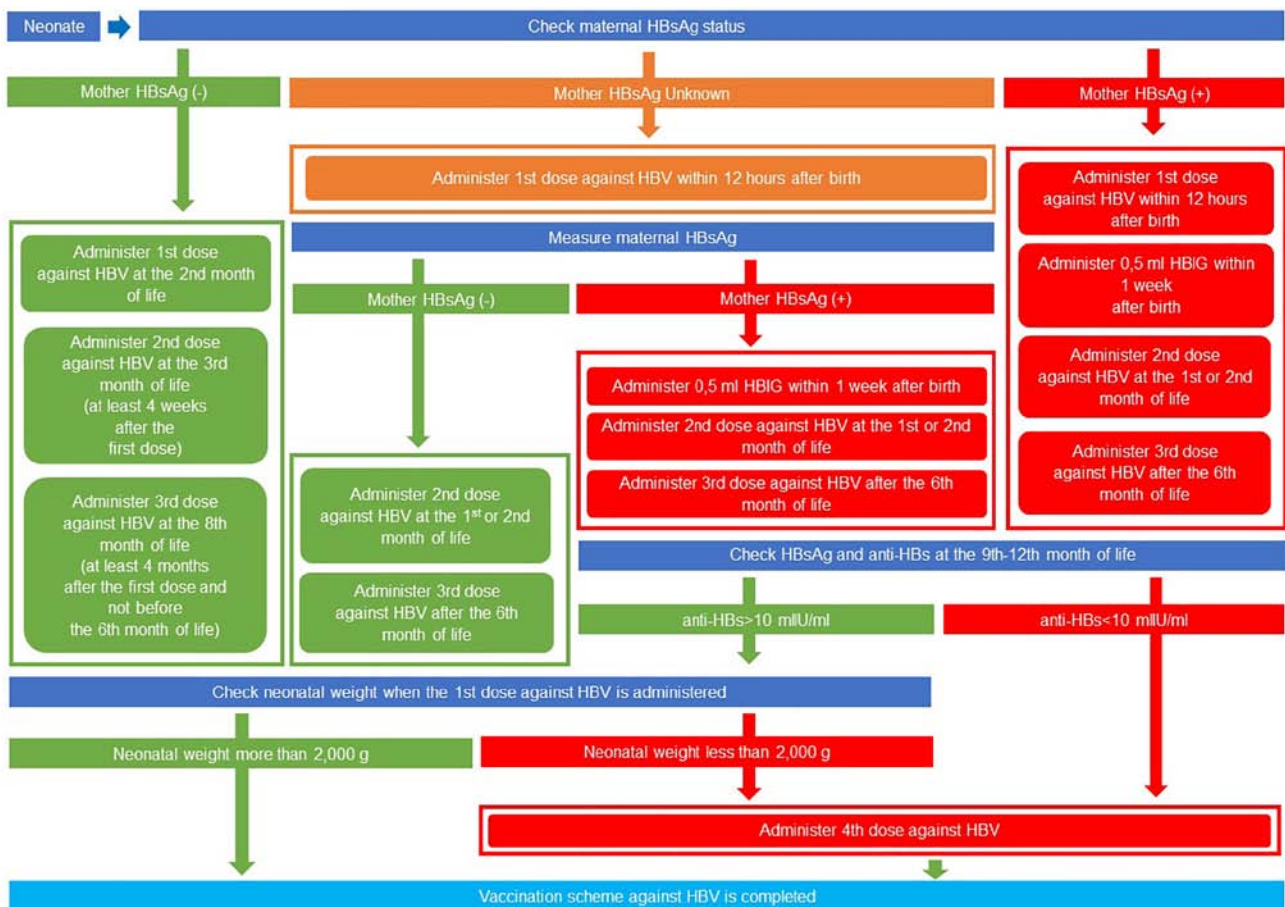 Neonate
Check maternal HBsAg status
Mother HBsAg (-)
Mother HBsAg Unknown
Mother HBsAg (+)
Administer 1st dose against HBV within 12 hours after birth
Administer 1st dose
against HBV within 12 hours
after birth
Administer 0,5 ml HBIG within
1 week
after birth
Administer 2nd dose
against HBV at the 1st or 2nd
month of life
Administer 3rd dose
against HBV after the 6th
month of life
Administer 1st dose
against HBV at the 2nd month
of life
Administer 2nd dose
against HBV at the 3rd
month of life
(at least 4 weeks
after the
first dose)
Administer 3rd dose
against HBV at the 8th
month of life
(at least 4 months
after the first dose and
not before
the 6th month of life)
Measure maternal HBsAg
Mother HBsAg (-)
Mother HBsAg (+)
Administer 2nd dose
against HBV at the 1st or 2nd
month of life
Administer 3rd dose
against HBV after the 6th
month of life
Administer 0,5 ml HBIG within 1 week after birth
Administer 2nd dose against HBV at the 1st or 2nd
month of life
Administer 3rd dose against HBV after the 6th
month of life
Check HBsAg and anti-HBs at the 9th-12th month of life
anti-HBs>10 mIIU/ml
anti-HBs<10 mIIU/ml
Check neonatal weight when the 1st dose against HBV is administered
Neonatal weight more than 2,000 g
Neonatal weight less than 2,000 g
Administer 4th dose against HBV
Vaccination scheme against HBV is completed